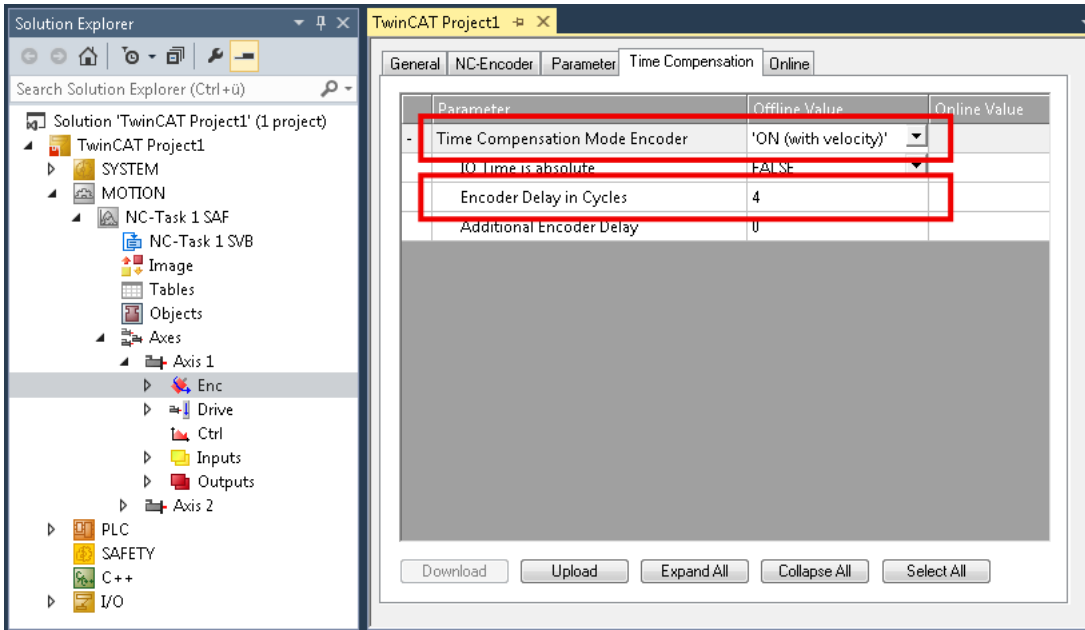 Solution Explorer
Search Solution Explorer (Ctrl+ü)
Solution 'TwinCAT Project1' (1 project)
TwinCAT Project1
SYSTEM
MOTION
NC-Task 1 SAF
NC-Task 1 SVB
Image
Tables
Objects
Axes
Axis 1
Enc
Drive
Ctrl
Inputs
Outputs
Axis 2
PLC
SAFETY
C++
I/O
TwinCAT Project1
General NC-Encoder Parameter Time Compensation Online
Parameter Offline Value Online Value
- Time Compensation Mode Encoder 'ON (with velocity)'
IO Time is absolute FALSE
Encoder Delay in Cycles 4
Additional Encoder Delay 0
Download Upload Expand All Collapse All Select All